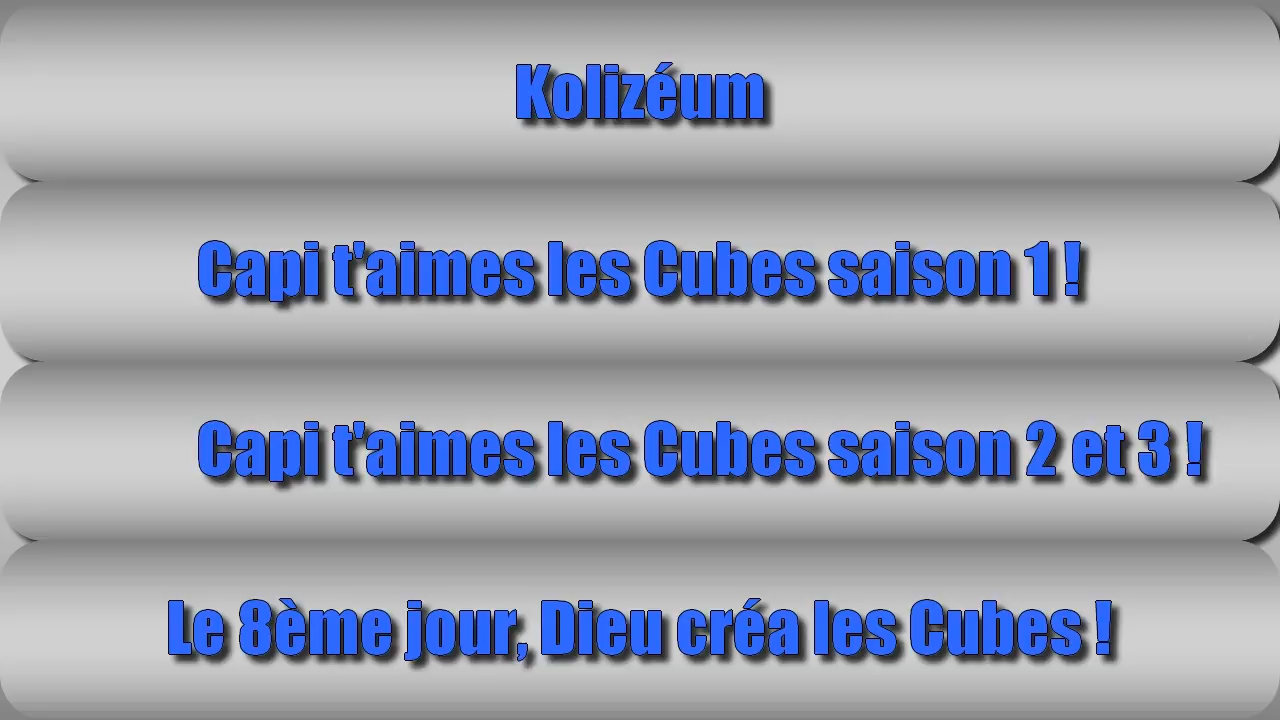 Kolizéum
Capi t'aimes les Cubes saison 1 !
Capi t'aimes les Cubes saison 2 et 3 !
Le 8ème jour, Dieu créa les Cubes !